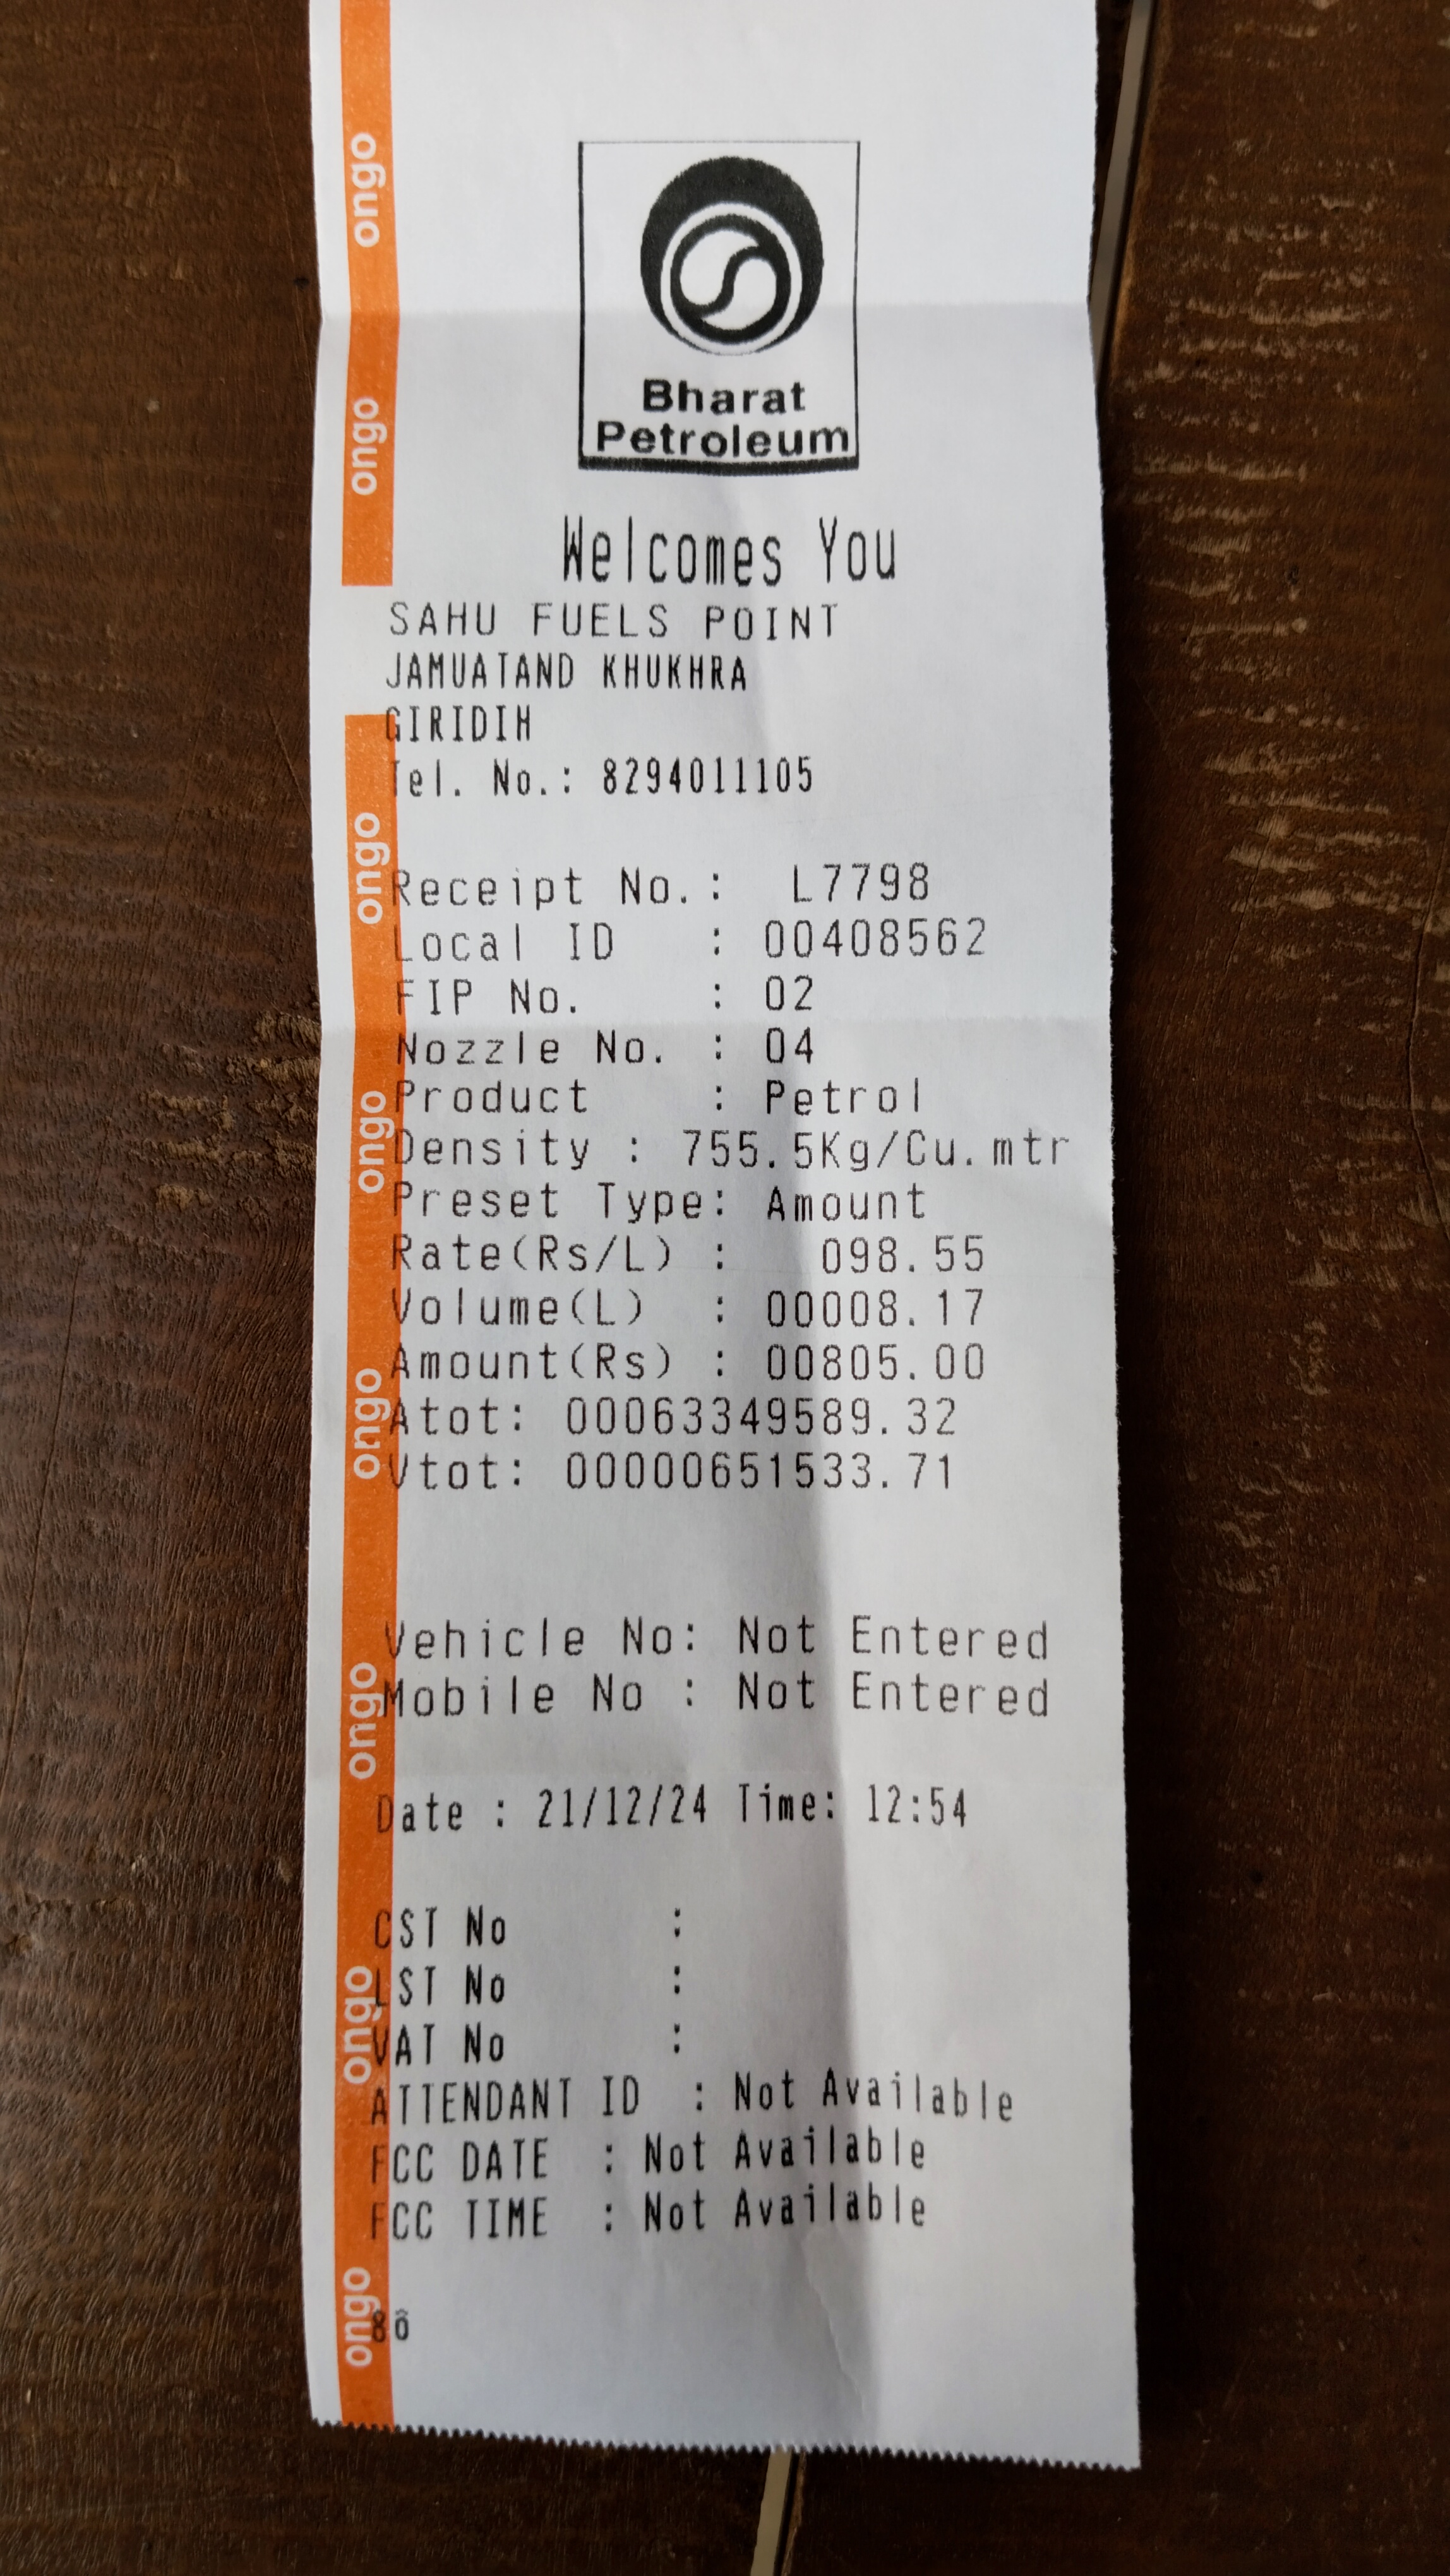 Bharat
Petroleum
Welcomes You
SAHU FUELS POINT
JAMUATAND KHUKHRA
GIRIDIH
Tel. No.: 8294011105
Receipt No.: L7798
Local ID : 00408562
FIP No. : 02
Nozzle No. : 04
Product : Petrol
Density : 755.5Kg/Cu.mtr
Preset Type: Amount
Rate(Rs/L) : 098.55
Volume(L) : 00008.17
Amount(Rs) : 00805.00
Atot: 00063349589.32
Vtot: 00000651533.71
Vehicle No: Not Entered
Mobile No : Not Entered
Date : 21/12/24 Time: 12:54
CST No :
LST No :
VAT No :
ATTENDANT ID : Not Available
FCC DATE : Not Available
FCC TIME : Not Available
8ô
ongo
ongo
ongo
ongo
ongo
ongo
ongo
ongo